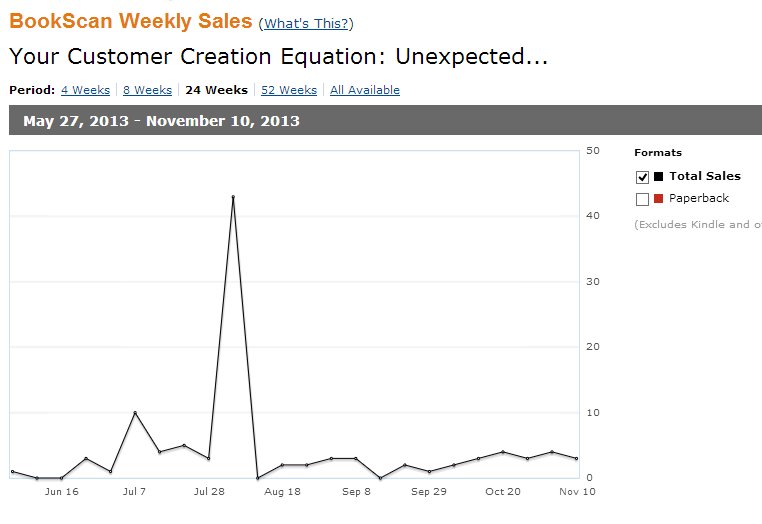 BookScan Weekly Sales (What's This?)
Your Customer Creation Equation: Unexpected...
Period: 4 Weeks 8 Weeks 24 Weeks 52 Weeks All Available
May 27, 2013 - November 10, 2013
Formats
Total Sales
Paperback
(Excludes Kindle and
50
40
30
20
10
0
Jun 16 Jul 7 Jul 28 Aug 18 Sep 8 Sep 29 Oct 20 Nov 10